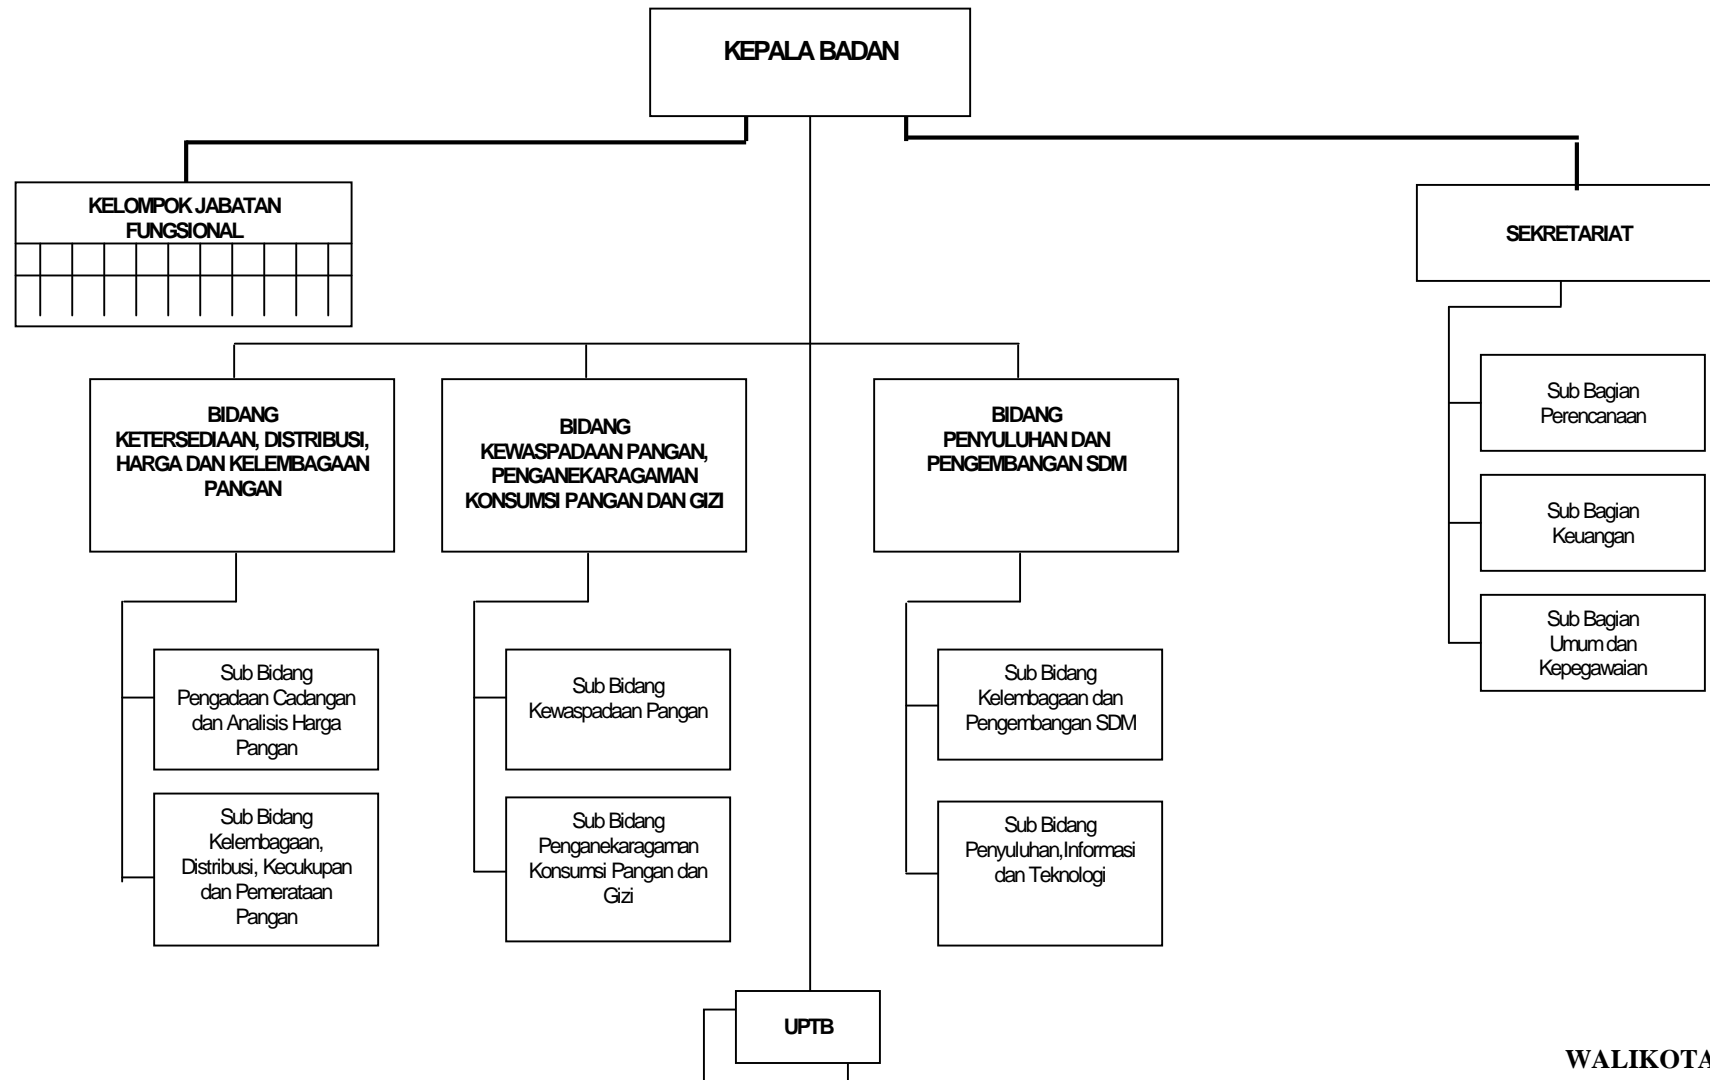 KEPALA BADAN
KELOMPOK JABATAN
FUNGSIONAL
SEKRETARIAT
Sub Bagian
Perencanaan
Sub Bagian
Keuangan
Sub Bagian
Umum dan
Kepegawaian
BIDANG
KETERSEDIAAN, DISTRIBUSI,
HARGA DAN KELEMBAGAAN
PANGAN
Sub Bidang
Pengadaan Cadangan
dan Analisis Harga
Pangan
Sub Bidang
Kelembagaan,
Distribusi, Kecukupan
dan Pemerataan
Pangan
BIDANG
KEWASPADAAN PANGAN,
PENGANEKARAGAMAN
KONSUMSI PANGAN DAN GIZI
Sub Bidang
Kewaspadaan Pangan
Sub Bidang
Penganekaragaman
Konsumsi Pangan dan
Gizi
BIDANG
PENYULUHAN DAN
PENGEMBANGAN SDM
Sub Bidang
Kelembagaan dan
Pengembangan SDM
Sub Bidang
Penyuluhan,Informasi
dan Teknologi
UPTB
WALIKOTA